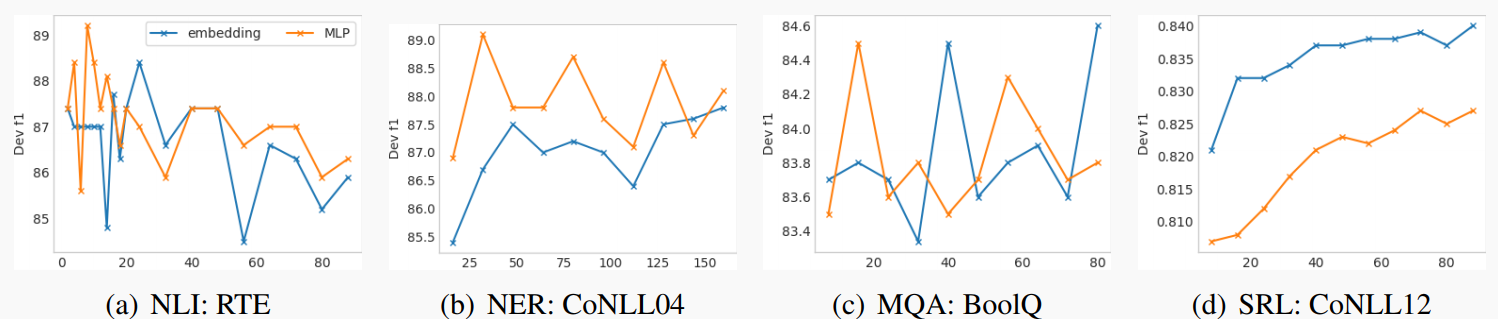 embedding MLP
Dev f1
89
88
87
86
85
0 20 40 60 80
(a) NLI: RTE
Dev f1
89.0
88.5
88.0
87.5
87.0
86.5
86.0
85.5
25 50 75 100 125 150
(b) NER: CoNLL04
Dev f1
84.6
84.4
84.2
84.0
83.8
83.6
83.4
20 40 60 80
(c) MQA: BoolQ
Dev f1
0.840
0.835
0.830
0.825
0.820
0.815
0.810
20 40 60 80
(d) SRL: CoNLL12